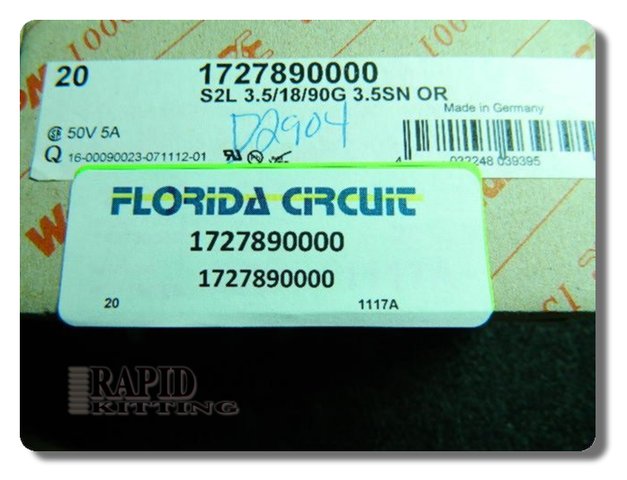 20 1727890000
S2L 3.5/18/90G 3.5SN OR
Made in Germany
D2904
50V 5A
Q 16-00090023-071112-01
4 032248 039395
FLORIDA CIRCUIT
1727890000
1727890000
20 1117A
RAPID
KITTING